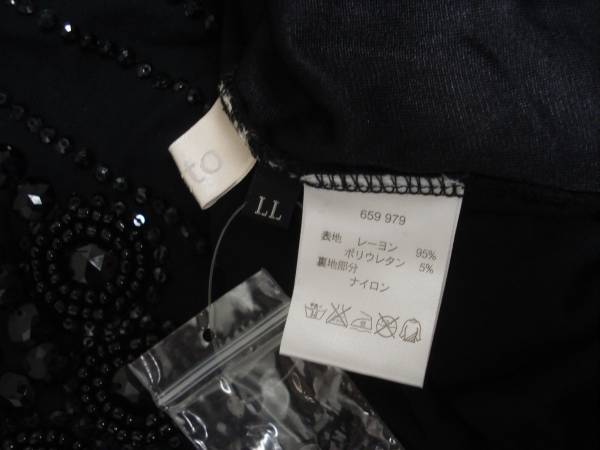 to
LL
659 979
表地 レーヨン 95%
ポリウレタン 5%
裏地部分
ナイロン